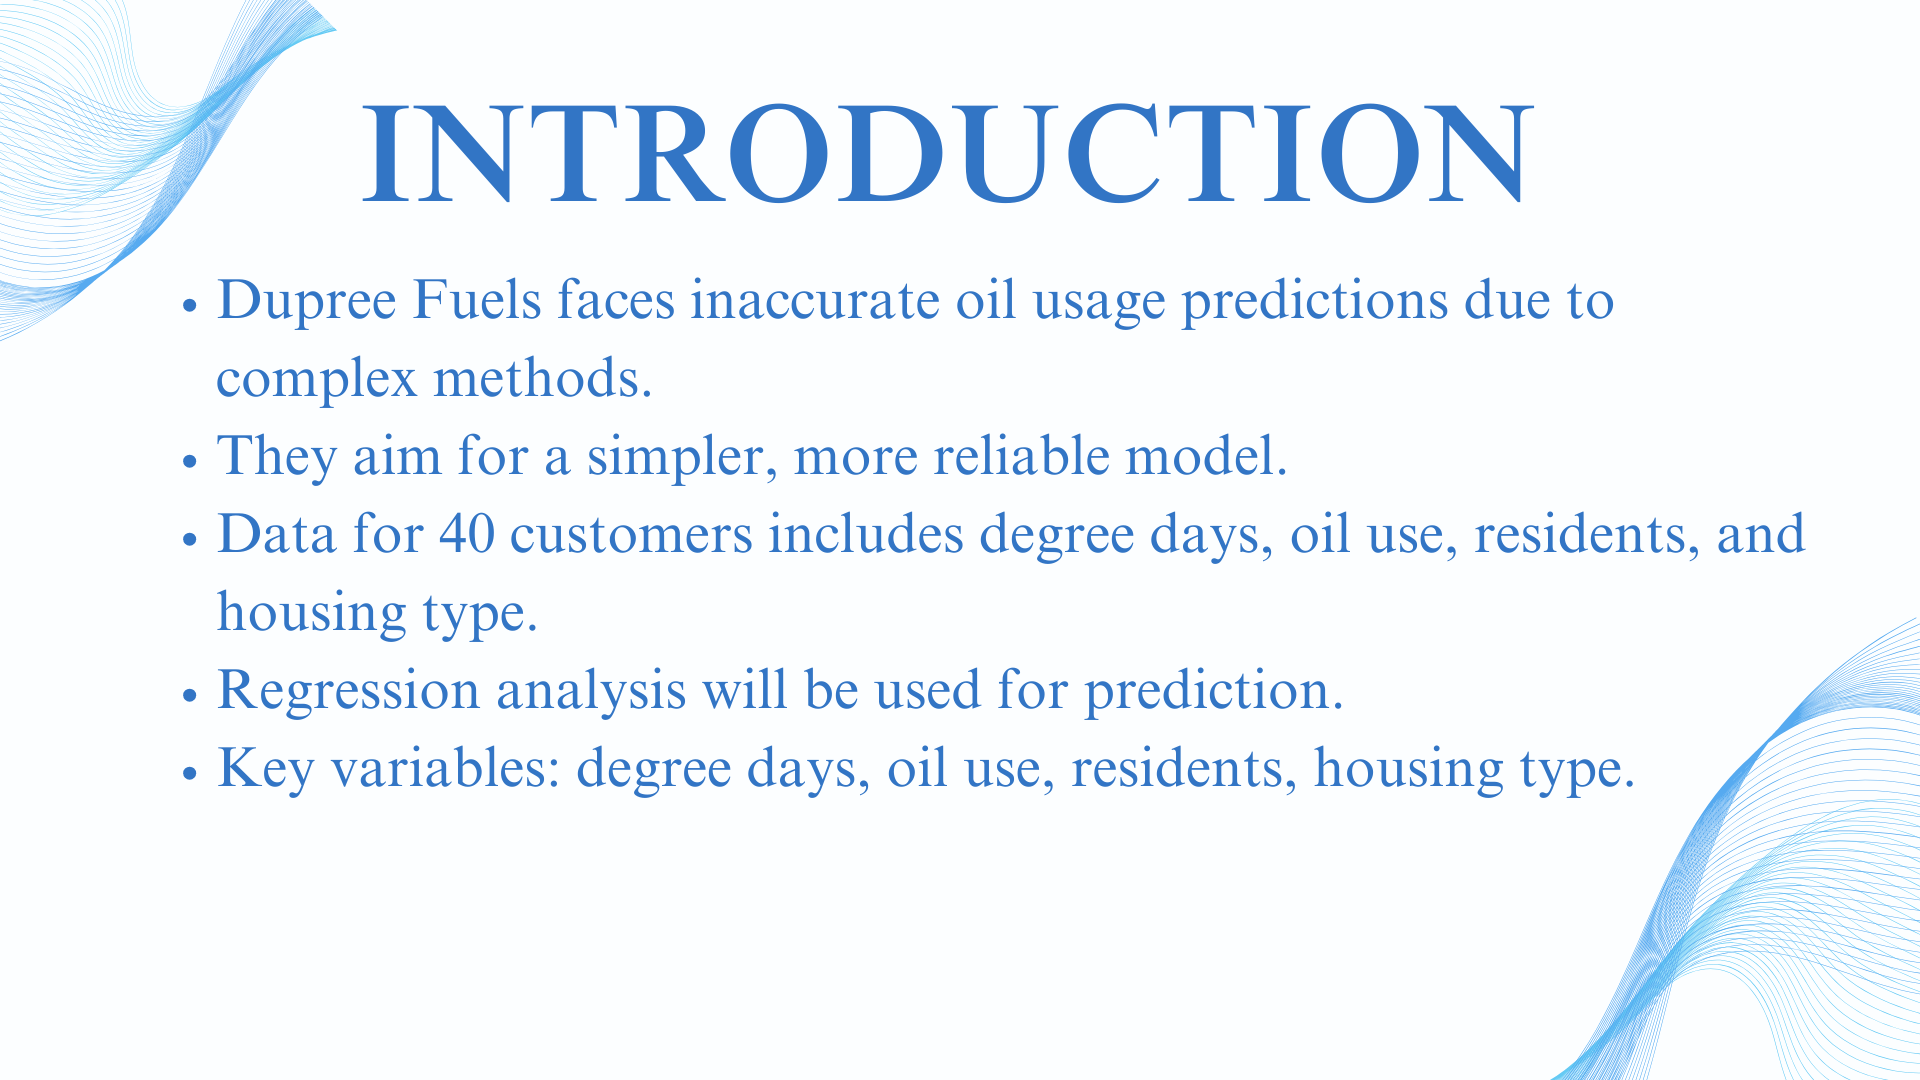 INTRODUCTION
• Dupree Fuels faces inaccurate oil usage predictions due to
complex methods.
• They aim for a simpler, more reliable model.
• Data for 40 customers includes degree days, oil use, residents, and
housing type.
• Regression analysis will be used for prediction.
• Key variables: degree days, oil use, residents, housing type.